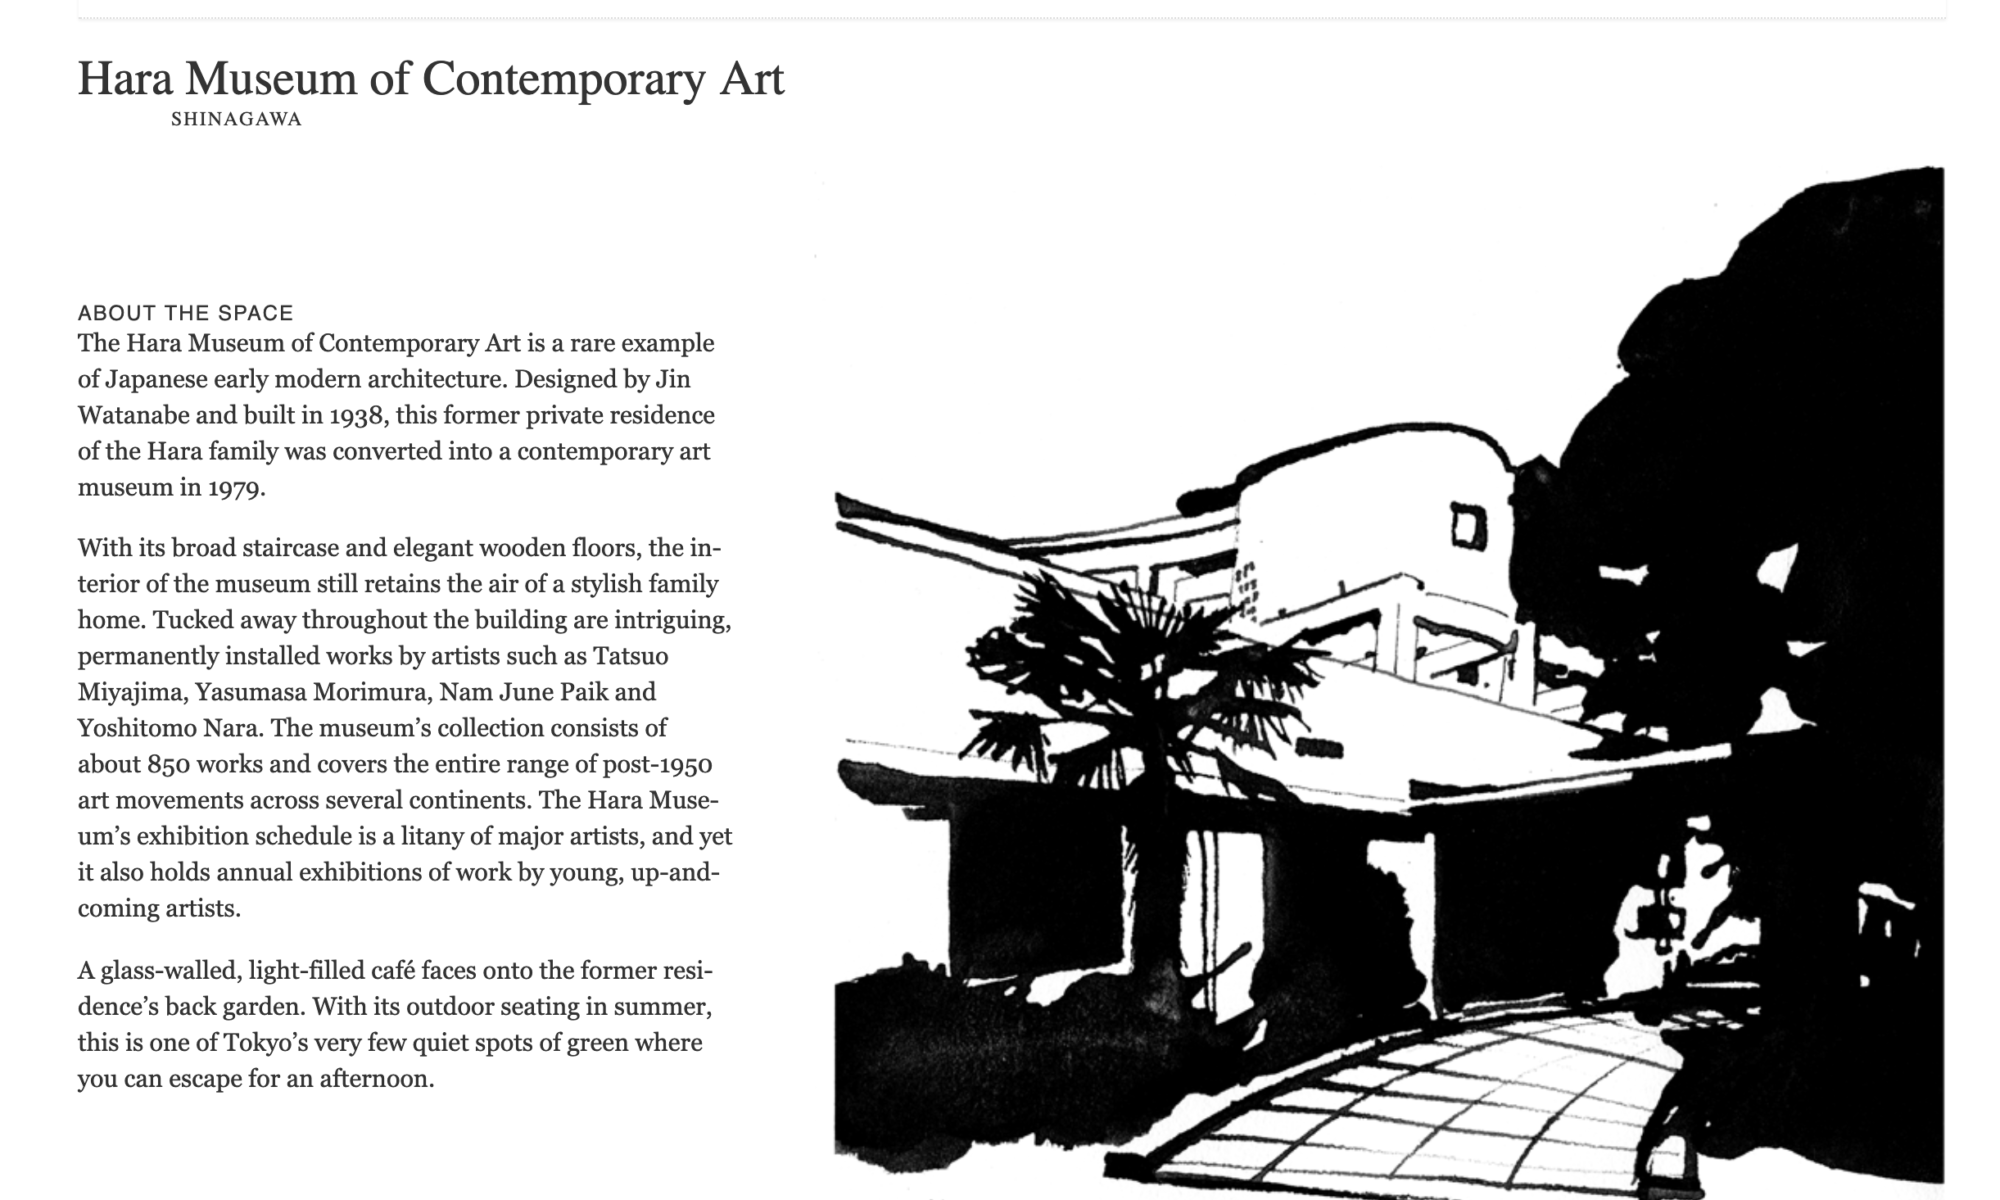 Hara Museum of Contemporary Art
SHINAGAWA
ABOUT THE SPACE
The Hara Museum of Contemporary Art is a rare example
of Japanese early modern architecture. Designed by Jin
Watanabe and built in 1938, this former private residence
of the Hara family was converted into a contemporary art
museum in 1979.
With its broad staircase and elegant wooden floors, the in-
terior of the museum still retains the air of a stylish family
home. Tucked away throughout the building are intriguing,
permanently installed works by artists such as Tatsuo
Miyajima, Yasumasa Morimura, Nam June Paik and
Yoshitomo Nara. The museum’s collection consists of
about 850 works and covers the entire range of post-1950
art movements across several continents. The Hara Muse-
um’s exhibition schedule is a litany of major artists, and yet
it also holds annual exhibitions of work by young, up-and-
coming artists.
A glass-walled, light-filled café faces onto the former resi-
dence’s back garden. With its outdoor seating in summer,
this is one of Tokyo’s very few quiet spots of green where
you can escape for an afternoon.